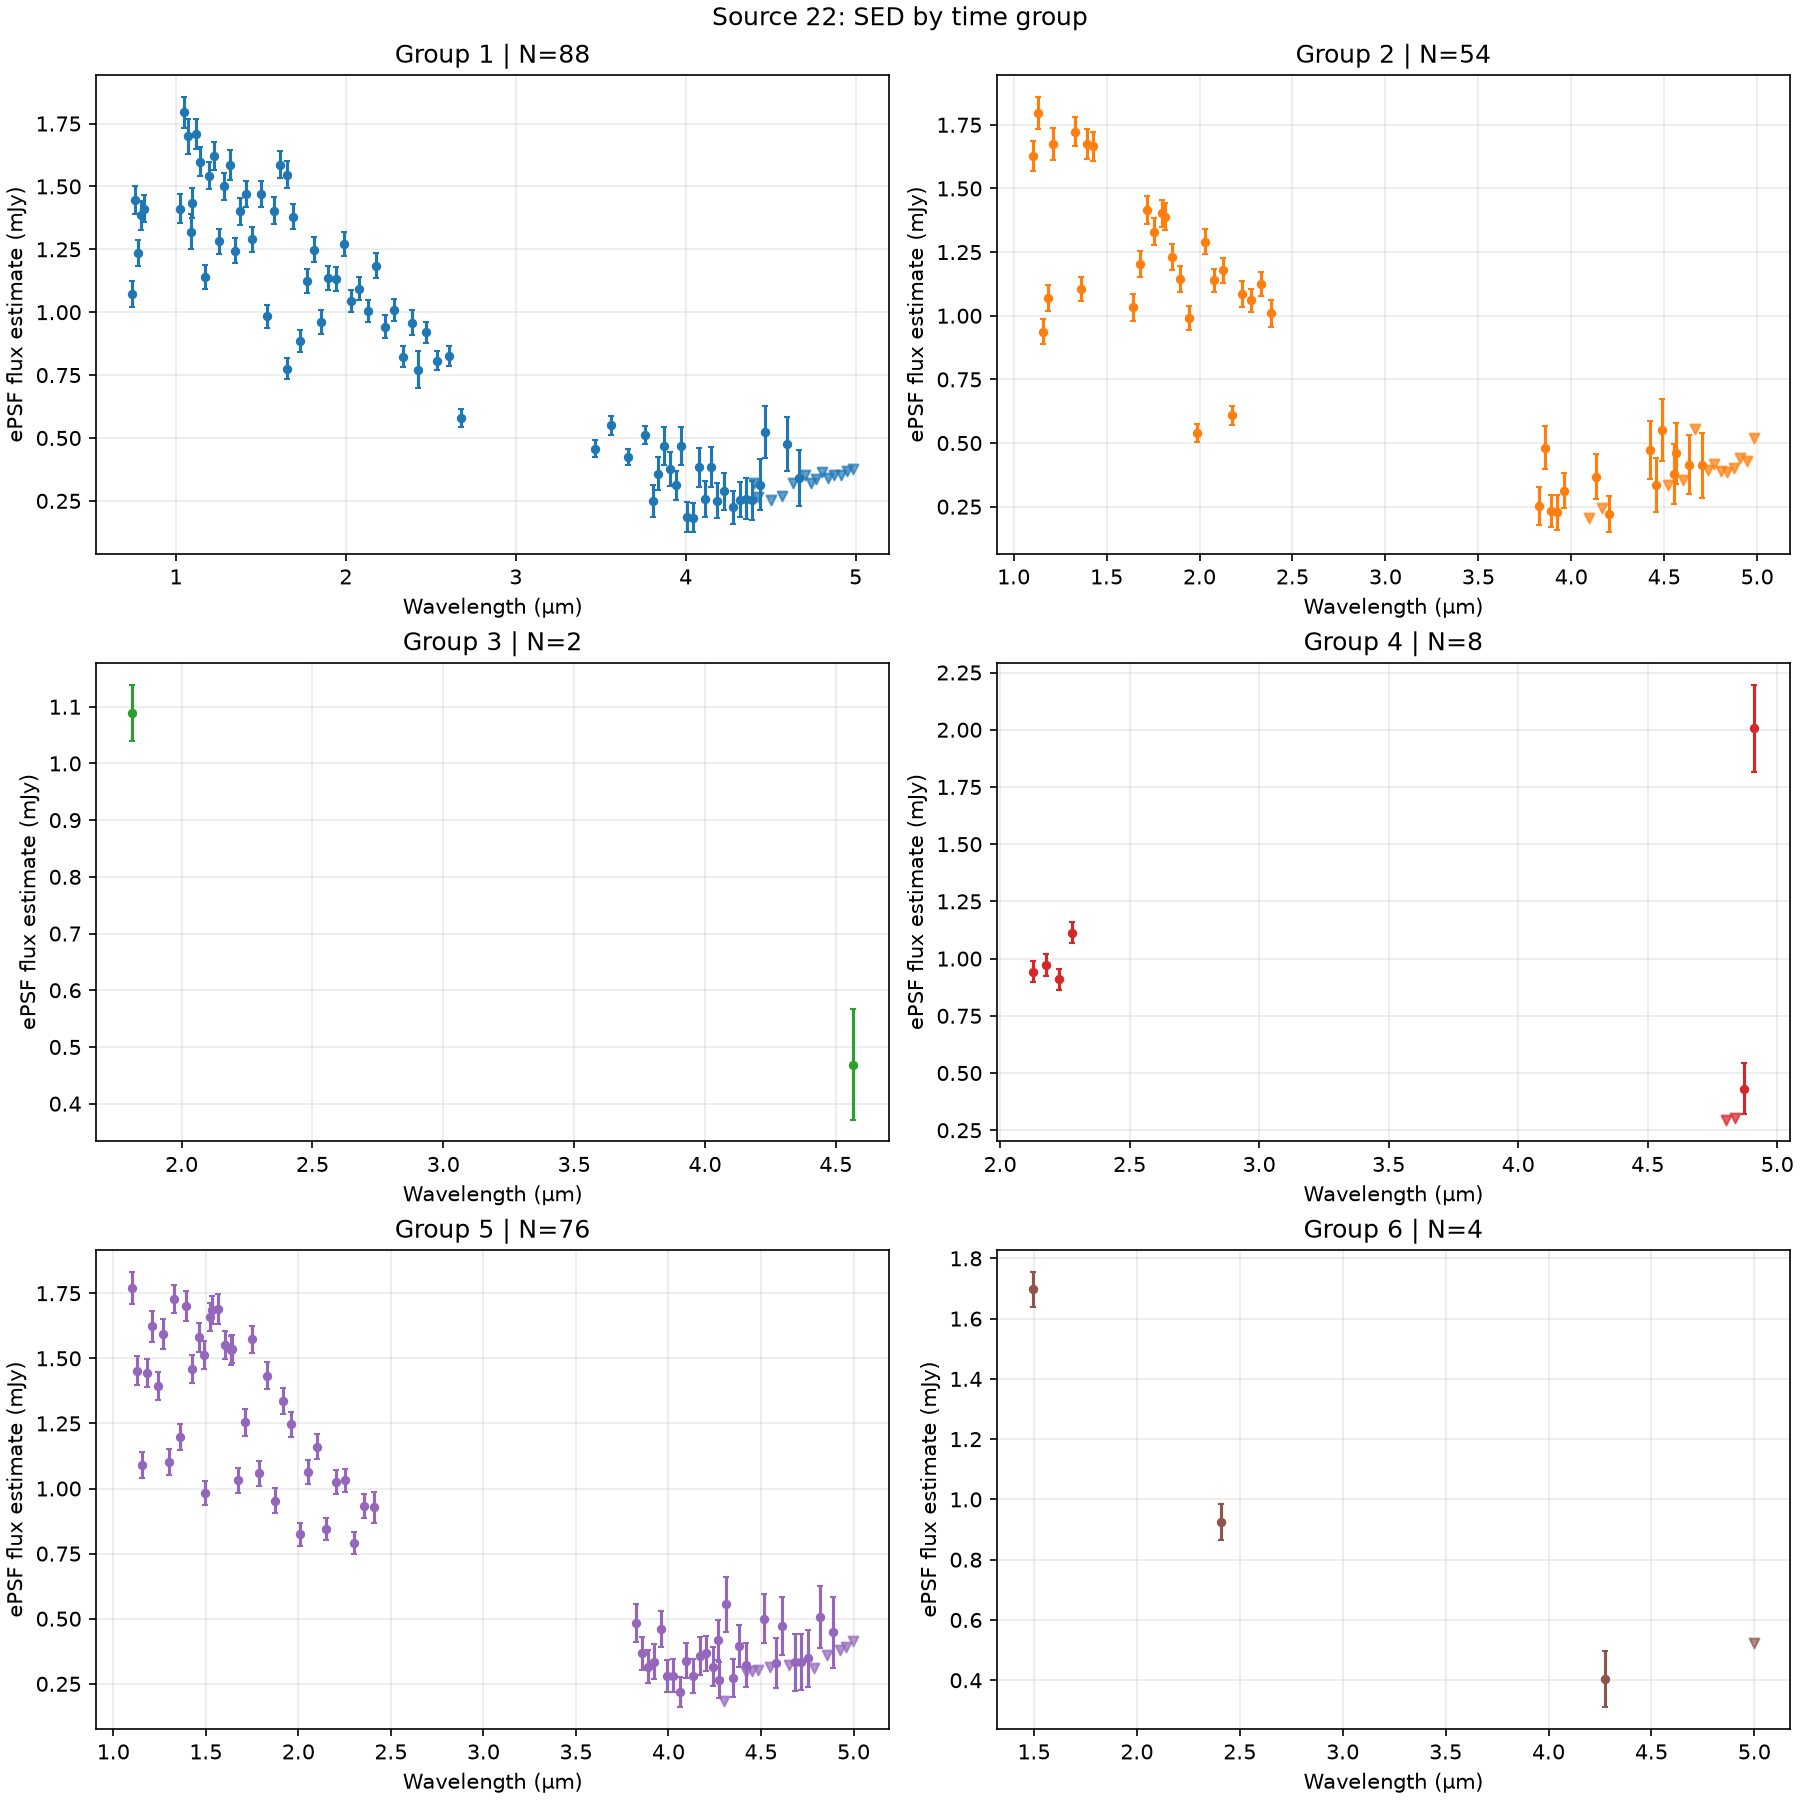 Source 22: SED by time group
Group 1 | N=88
ePSF flux estimate (mJy)
1.75
1.50
1.25
1.00
0.75
0.50
0.25
1 2 3 4 5
Wavelength (μm)
Group 2 | N=54
ePSF flux estimate (mJy)
1.75
1.50
1.25
1.00
0.75
0.50
0.25
1.0 1.5 2.0 2.5 3.0 3.5 4.0 4.5 5.0
Wavelength (μm)
Group 3 | N=2
ePSF flux estimate (mJy)
1.1
1.0
0.9
0.8
0.7
0.6
0.5
0.4
2.0 2.5 3.0 3.5 4.0 4.5
Wavelength (μm)
Group 4 | N=8
ePSF flux estimate (mJy)
2.25
2.00
1.75
1.50
1.25
1.00
0.75
0.50
0.25
2.0 2.5 3.0 3.5 4.0 4.5 5.0
Wavelength (μm)
Group 5 | N=76
ePSF flux estimate (mJy)
1.75
1.50
1.25
1.00
0.75
0.50
0.25
1.0 1.5 2.0 2.5 3.0 3.5 4.0 4.5 5.0
Wavelength (μm)
Group 6 | N=4
ePSF flux estimate (mJy)
1.8
1.6
1.4
1.2
1.0
0.8
0.6
0.4
1.5 2.0 2.5 3.0 3.5 4.0 4.5 5.0
Wavelength (μm)